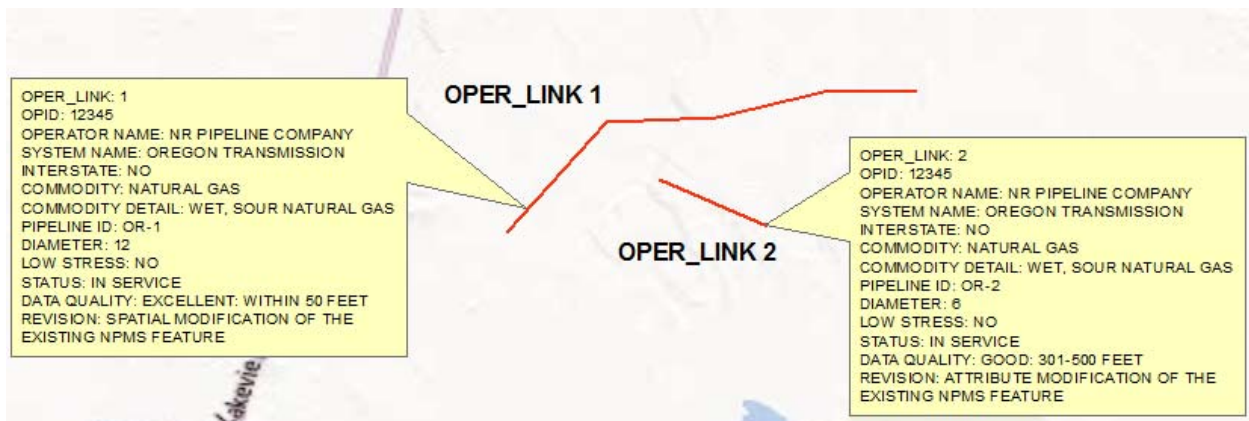 OPER_LINK: 1
OPID: 12345
OPERATOR NAME: NR PIPELINE COMPANY
SYSTEM NAME: OREGON TRANSMISSION
INTERSTATE: NO
COMMODITY: NATURAL GAS
COMMODITY DETAIL: WET, SOUR NATURAL GAS
PIPELINE ID: OR-1
DIAMETER: 12
LOW STRESS: NO
STATUS: IN SERVICE
DATA QUALITY: EXCELLENT: WITHIN 50 FEET
REVISION: SPATIAL MODIFICATION OF THE
EXISTING NPMS FEATURE
OPER_LINK 1
OPER_LINK 2
OPER_LINK: 2
OPID: 12345
OPERATOR NAME: NR PIPELINE COMPANY
SYSTEM NAME: OREGON TRANSMISSION
INTERSTATE: NO
COMMODITY: NATURAL GAS
COMMODITY DETAIL: WET, SOUR NATURAL GAS
PIPELINE ID: OR-2
DIAMETER: 6
LOW STRESS: NO
STATUS: IN SERVICE
DATA QUALITY: GOOD: 301-500 FEET
REVISION: ATTRIBUTE MODIFICATION OF THE
EXISTING NPMS FEATURE